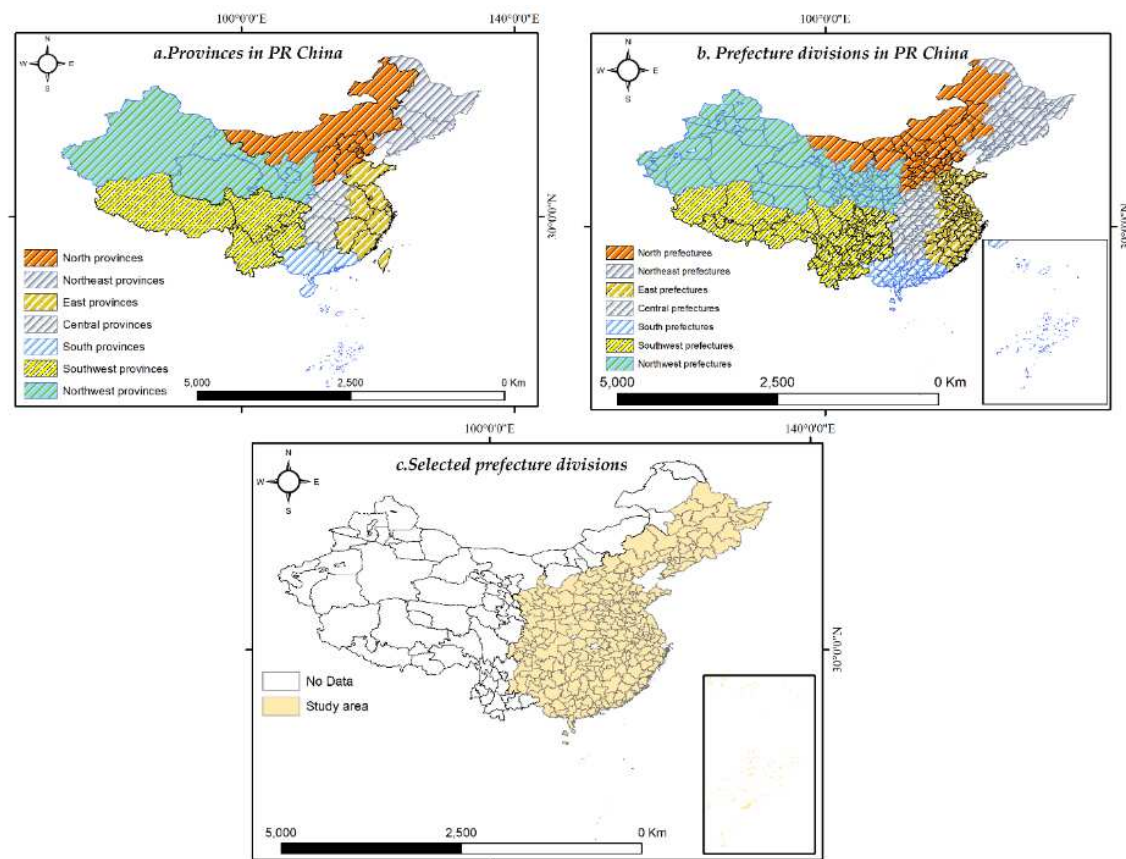 100°0'0"E
140°0'0"E
a.Provinces in PR China
N
W
E
S
North provinces
Northeast provinces
East provinces
Central provinces
South provinces
Southwest provinces
Northwest provinces
5,000
2,500
0 Km
30°0'0"N
100°0'0"E
b. Prefecture divisions in PR China
N
W
E
S
North prefectures
Northeast prefectures
East prefectures
Central prefectures
South prefectures
Southwest prefectures
Northwest prefectures
5,000
2,500
0 Km
30°0'0"N
100°0'0"E
140°0'0"E
c.Selected prefecture divisions
N
W
E
S
No Data
Study area
5,000
2,500
0 Km
30°0'0"N